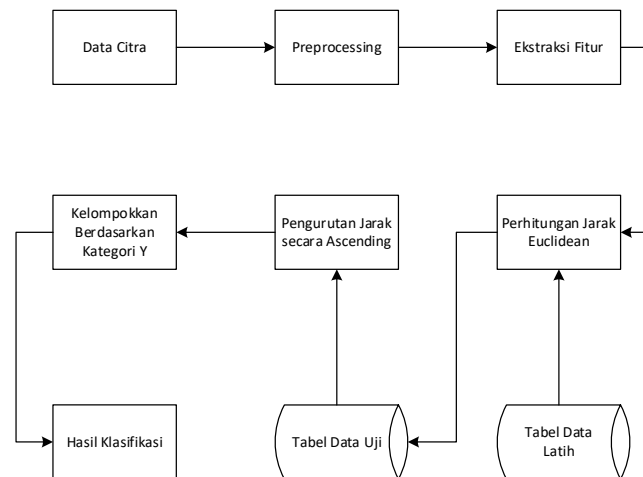 Data Citra
Preprocessing
Ekstraksi Fitur
Kelompokkan
Berdasarkan
Kategori Y
Pengurutan Jarak
secara Ascending
Perhitungan Jarak
Euclidean
Hasil Klasifikasi
Tabel Data Uji
Tabel Data
Latih